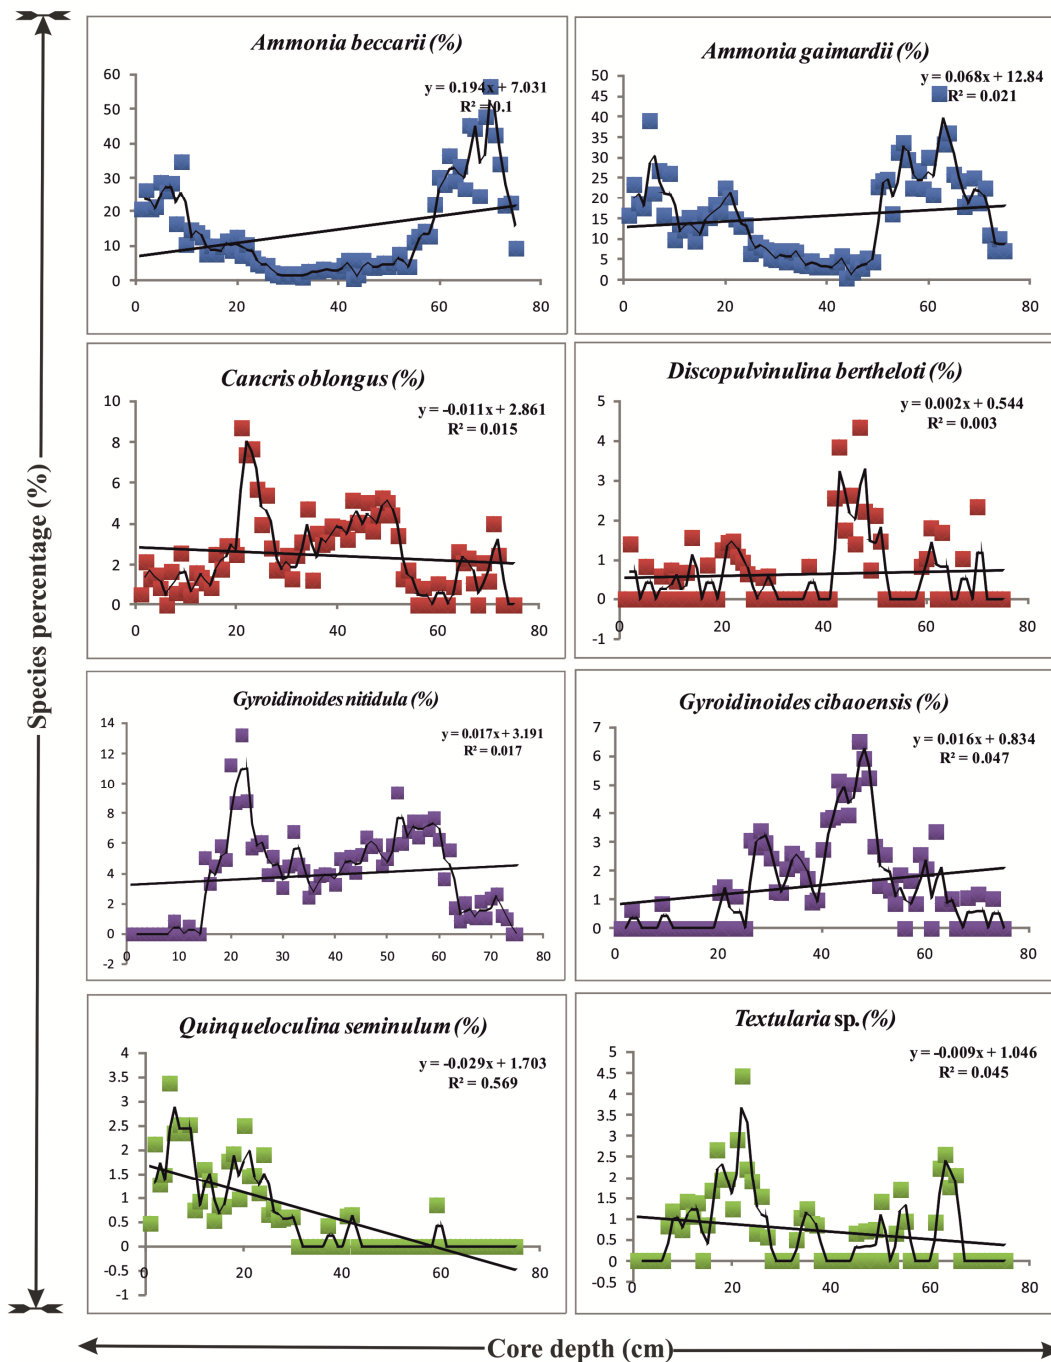 Species percentage (%)
Ammonia beccarii (%)
y = 0.194x + 7.031
R² = 0.1
60
50
40
30
20
10
0
0 20 40 60 80
Ammonia gaimardii (%)
y = 0.068x + 12.84
R² = 0.021
50
45
40
35
30
25
20
15
10
5
0
0 20 40 60 80
Cancris oblongus (%)
y = -0.011x + 2.861
R² = 0.015
10
8
6
4
2
0
0 20 40 60 80
Discopulvinulina bertheloti (%)
y = 0.002x + 0.544
R² = 0.003
5
4
3
2
1
0
-1
0 20 40 60 80
Gyroidinoides nitidula (%)
y = 0.017x + 3.191
R² = 0.017
14
12
10
8
6
4
2
0
-2
0 10 20 30 40 50 60 70 80
Gyroidinoides cibaoensis (%)
y = 0.016x + 0.834
R² = 0.047
7
6
5
4
3
2
1
0
0 20 40 60 80
Quinqueloculina seminulum (%)
y = -0.029x + 1.703
R² = 0.569
4
3.5
3
2.5
2
1.5
1
0.5
0
-0.5
-1
0 20 40 60 80
Textularia sp. (%)
y = -0.009x + 1.046
R² = 0.045
5
4.5
4
3.5
3
2.5
2
1.5
1
0.5
0
-0.5
0 20 40 60 80
Core depth (cm)